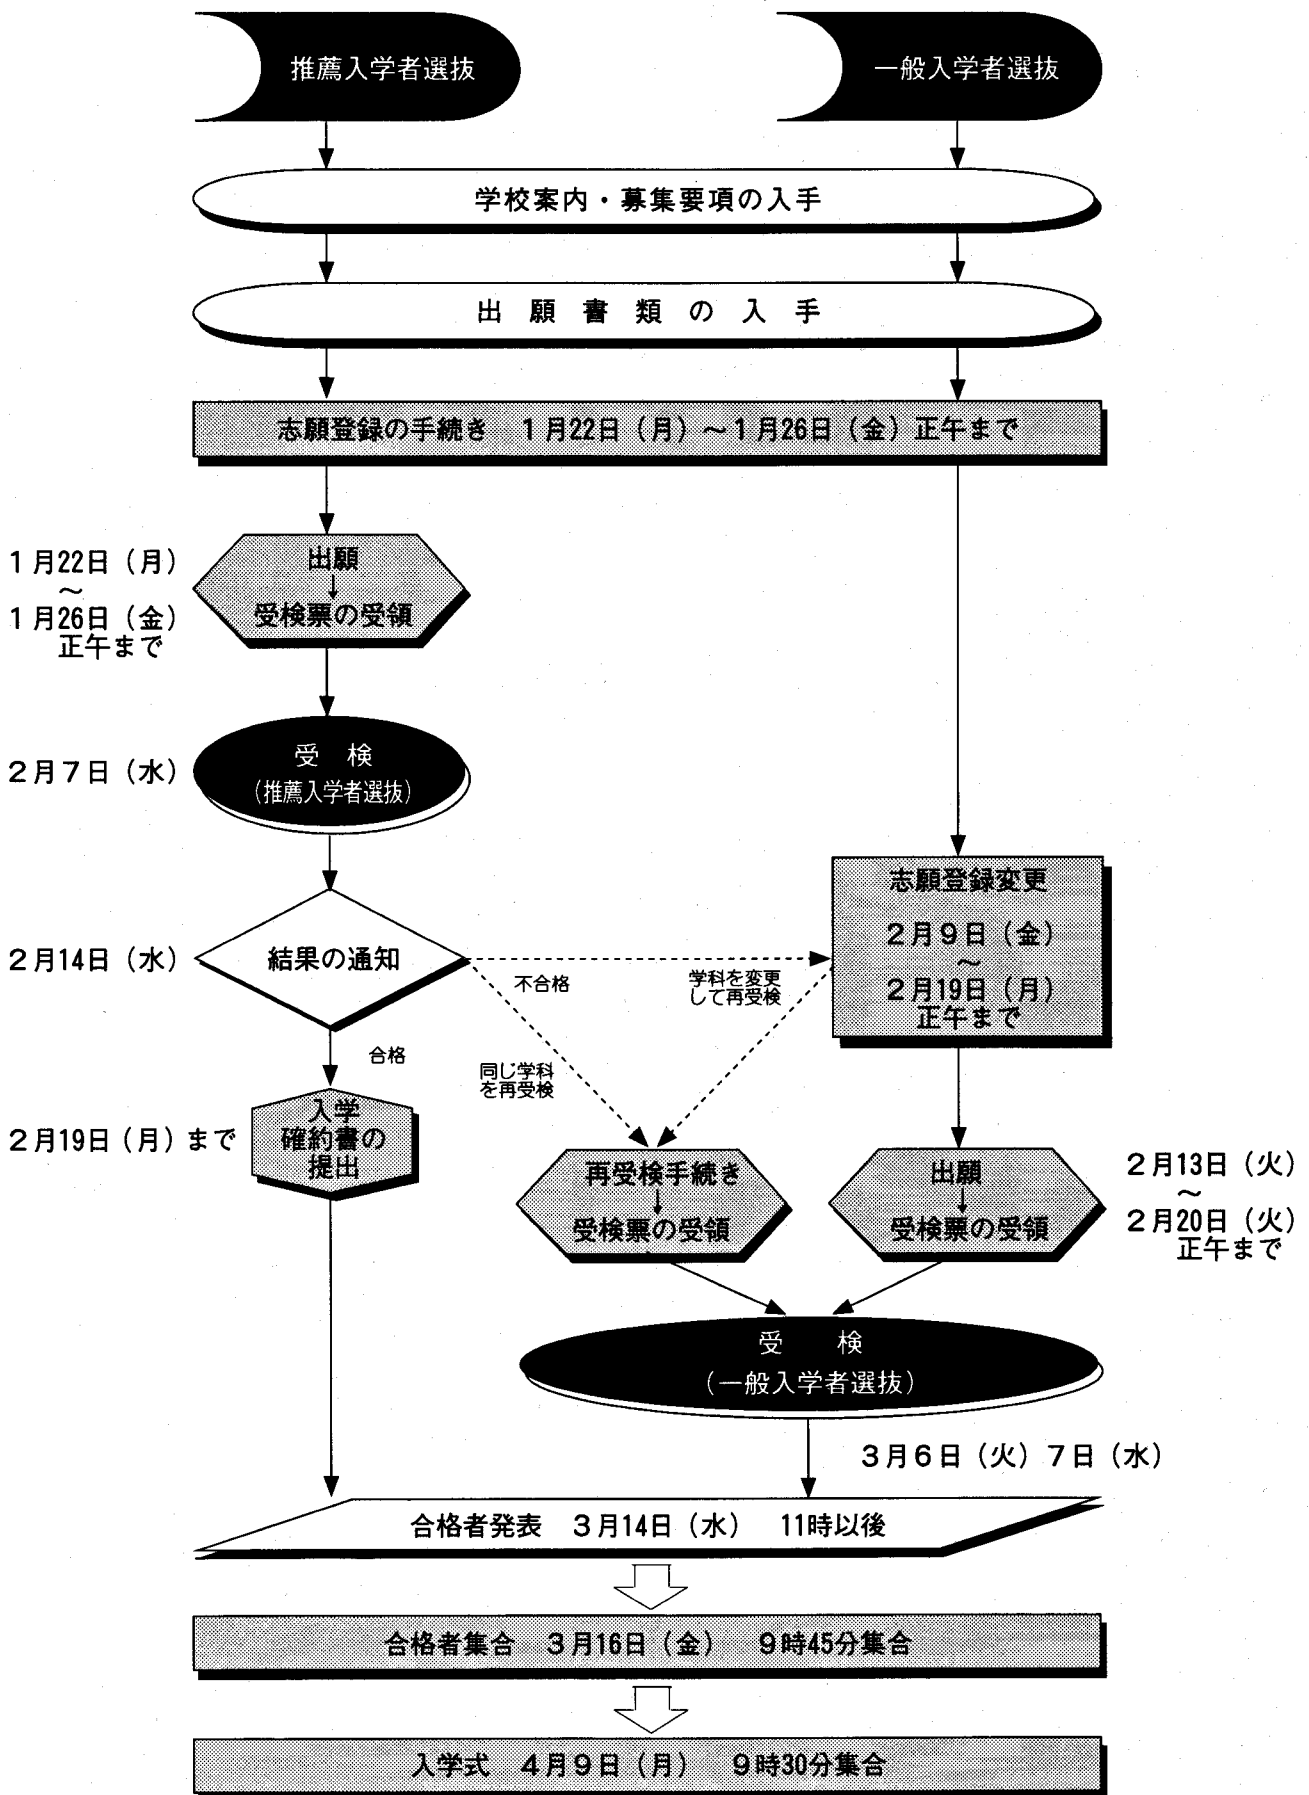 推薦入学者選抜
一般入学者選抜
学校案内・募集要項の入手
出願書類の入手
志願登録の手続き　１月22日（月）～１月26日（金）正午まで
１月22日（月）
～
１月26日（金）
正午まで
出願
↓
受検票の受領
２月７日（水）
受　検
（推薦入学者選抜）
２月14日（水）
結果の通知
不合格
学科を変更
して再受検
志願登録変更
２月９日（金）
～
２月19日（月）
正午まで
合格
同じ学科
を再受検
２月19日（月）まで
入学
確約書の
提出
再受検手続き
↓
受検票の受領
出願
↓
受検票の受領
２月13日（火）
～
２月20日（火）
正午まで
受　　検
（一般入学者選抜）
３月６日（火）７日（水）
合格者発表　３月14日（水）　11時以後
合格者集合　３月16日（金）　９時45分集合
入学式　４月９日（月）　９時30分集合